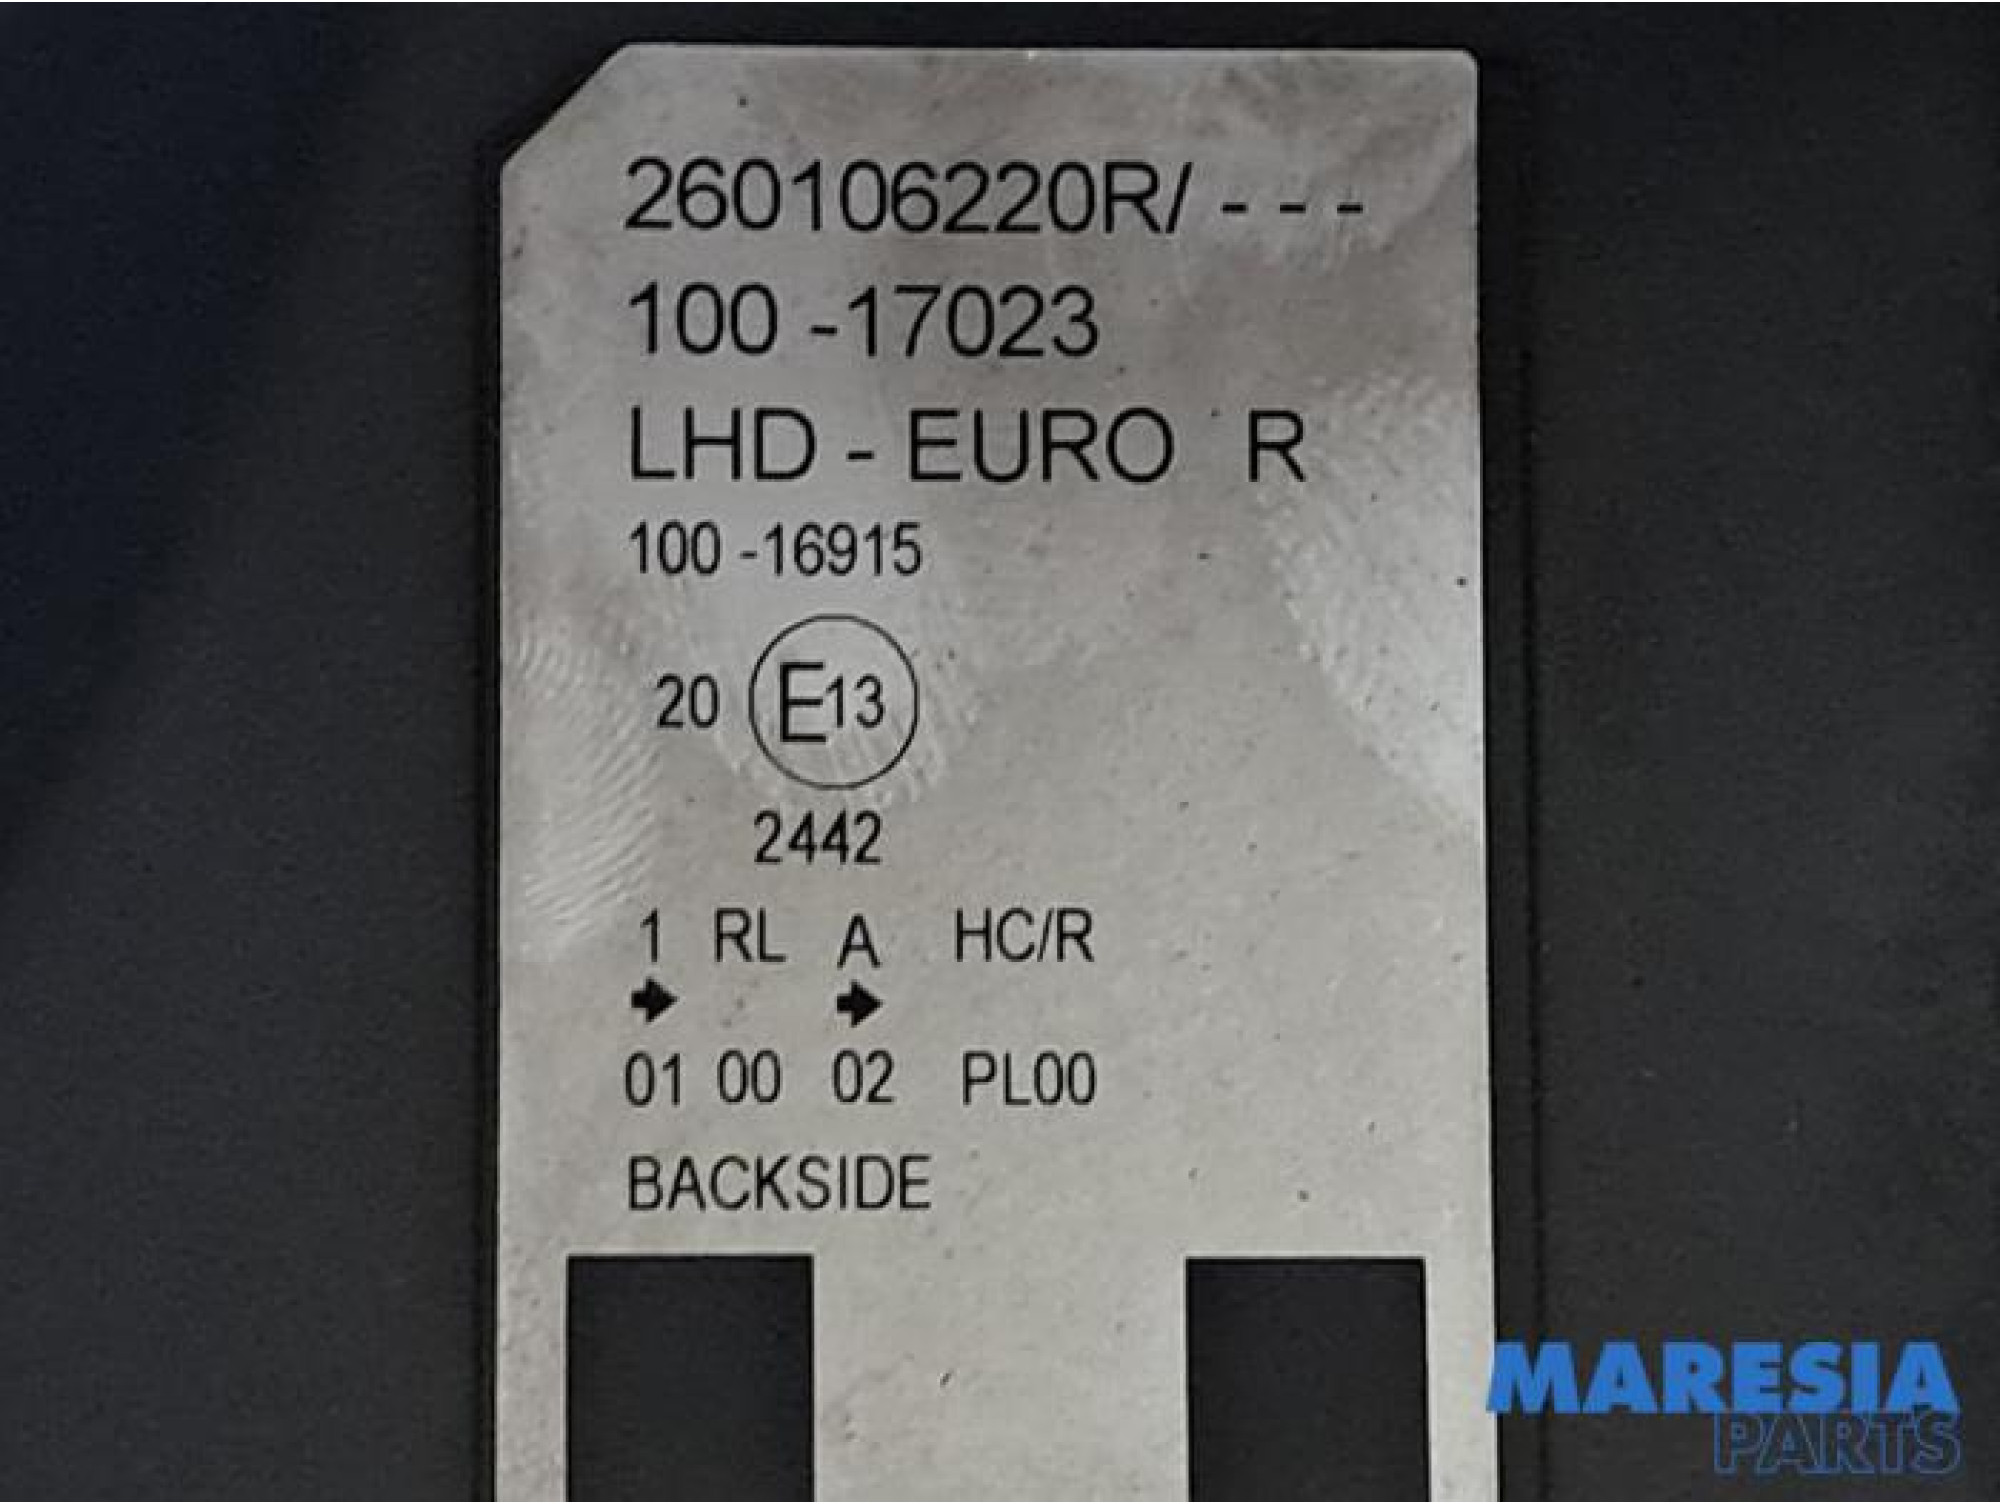 260106220R/ - - -
100 -17023
LHD - EURO R
100 -16915
20 E13
2442
1 RL A HC/R
01 00 02 PL00
BACKSIDE
MARESIA
PARTS